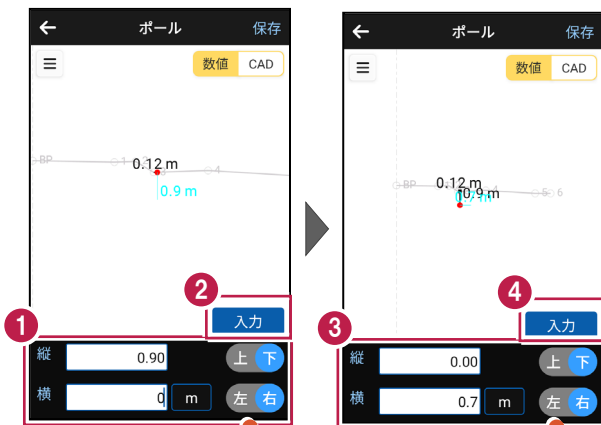 ポール 保存
数値 CAD
BP 1 2 3 4
0.12 m
0.9 m
2
入力
1
縦 0.90 上 下
横 0 m 左 右
ポール 保存
数値 CAD
BP 4 5 6
0.12 m
0.9 m
0.7 m
4
入力
3
縦 0.00 上 下
横 0.7 m 左 右